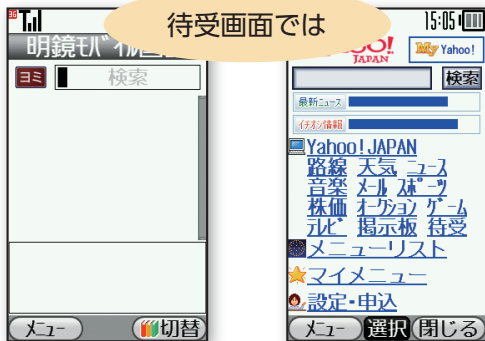 待受画面では
3G
明鏡ﾓﾊﾞｲﾙ
ヨミ 検索
ﾒﾆｭｰ 切替
15:05
YAHOO!
JAPAN
My Yahoo!
検索
最新ﾆｭｰｽ
ｲﾁｵｼ情報
Yahoo!JAPAN
路線 天気 ﾆｭｰｽ
音楽 ﾒｰﾙ ｽﾎﾟｰﾂ
株価 ｵｰｸｼｮﾝ ｹﾞｰﾑ
ﾃﾚﾋﾞ 掲示板 待受
メニューリスト
マイメニュー
設定・申込
ﾒﾆｭｰ 選択 閉じる